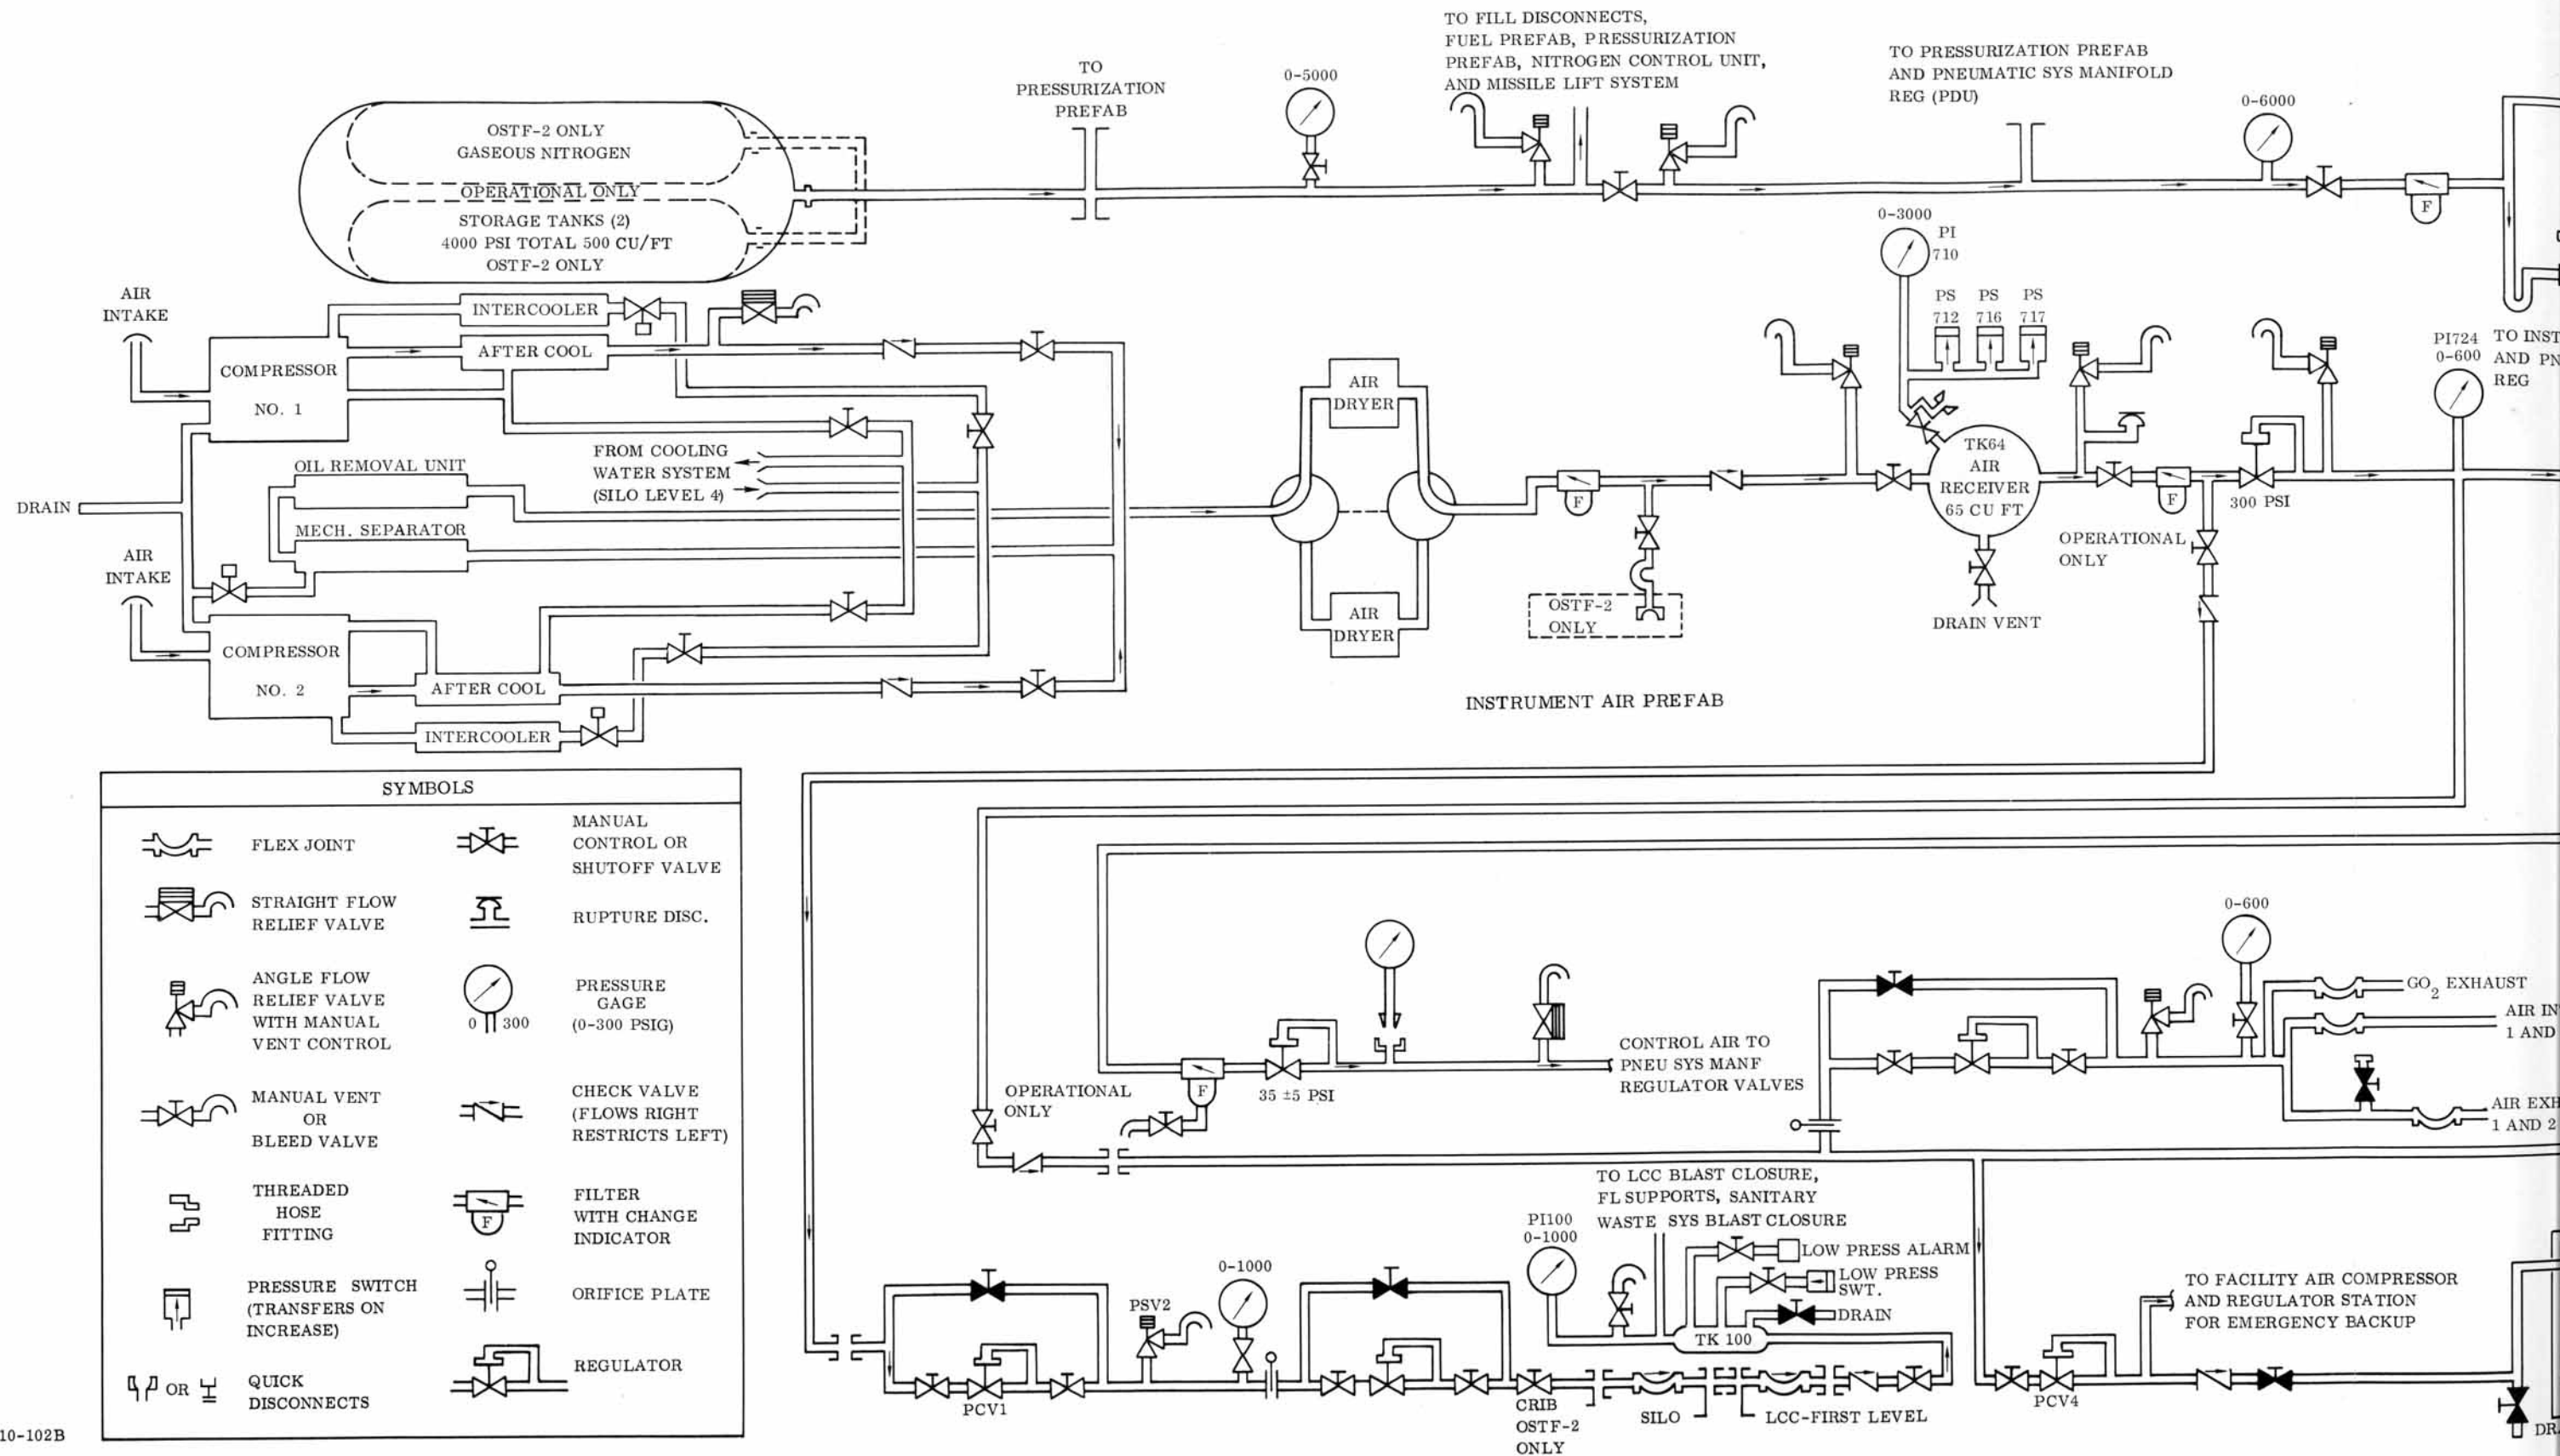 TO FILL DISCONNECTS,
FUEL PREFAB, PRESSURIZATION
PREFAB, NITROGEN CONTROL UNIT,
AND MISSILE LIFT SYSTEM
TO
PRESSURIZATION
PREFAB
0-5000
TO PRESSURIZATION PREFAB
AND PNEUMATIC SYS MANIFOLD
REG (PDU)
0-6000
F
OSTF-2 ONLY
GASEOUS NITROGEN
OPERATIONAL ONLY
STORAGE TANKS (2)
4000 PSI TOTAL 500 CU/FT
OSTF-2 ONLY
AIR
INTAKE
INTERCOOLER
AFTER COOL
COMPRESSOR
NO. 1
OIL REMOVAL UNIT
DRAIN
MECH. SEPARATOR
FROM COOLING
WATER SYSTEM
(SILO LEVEL 4)
AIR
INTAKE
COMPRESSOR
NO. 2
AFTER COOL
INTERCOOLER
AIR
DRYER
AIR
DRYER
F
OSTF-2
ONLY
INSTRUMENT AIR PREFAB
0-3000
PI
710
PS
712
PS
716
PS
717
TK64
AIR
RECEIVER
65 CU FT
DRAIN VENT
F
300 PSI
OPERATIONAL
ONLY
PI724
0-600
TO INST
AND PN
REG
SYMBOLS
FLEX JOINT
MANUAL
CONTROL OR
SHUTOFF VALVE
STRAIGHT FLOW
RELIEF VALVE
RUPTURE DISC.
ANGLE FLOW
RELIEF VALVE
WITH MANUAL
VENT CONTROL
0 300
PRESSURE
GAGE
(0-300 PSIG)
MANUAL VENT
OR
BLEED VALVE
CHECK VALVE
(FLOWS RIGHT
RESTRICTS LEFT)
THREADED
HOSE
FITTING
F
FILTER
WITH CHANGE
INDICATOR
PRESSURE SWITCH
(TRANSFERS ON
INCREASE)
ORIFICE PLATE
OR
QUICK
DISCONNECTS
REGULATOR
10-102B
OPERATIONAL
ONLY
F
35 ±5 PSI
CONTROL AIR TO
PNEU SYS MANF
REGULATOR VALVES
0-600
GO2 EXHAUST
AIR IN
1 AND
AIR EXH
1 AND 2
TO LCC BLAST CLOSURE,
FL SUPPORTS, SANITARY
WASTE SYS BLAST CLOSURE
PI100
0-1000
LOW PRESS ALARM
LOW PRESS
SWT.
DRAIN
TK 100
0-1000
PSV2
PCV1
CRIB
OSTF-2
ONLY
SILO
LCC-FIRST LEVEL
PCV4
TO FACILITY AIR COMPRESSOR
AND REGULATOR STATION
FOR EMERGENCY BACKUP
DR